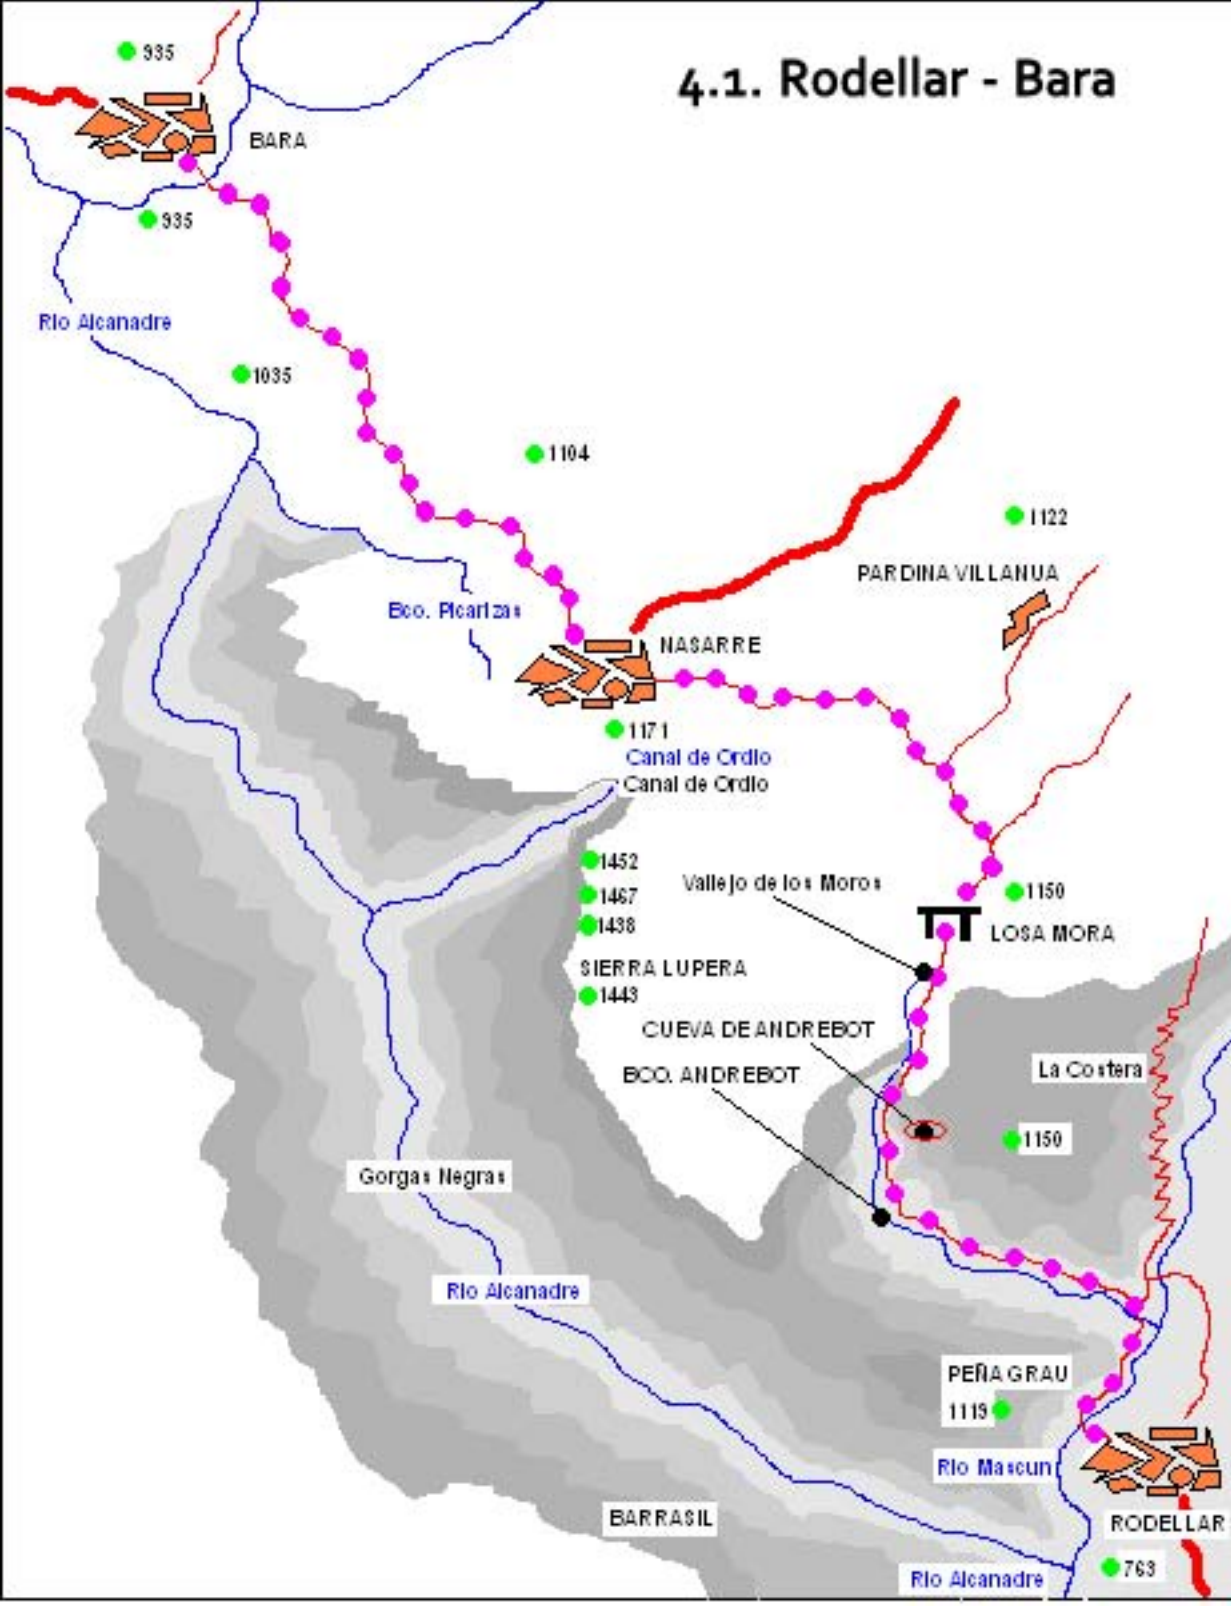 4.1. Rodellar - Bara
935
BARA
935
Rio Alcanadre
1035
1104
1122
PARDINA VILLANUA
Bco. Picarizas
NASARRE
1171
Canal de Ordio
Canal de Ordio
1452
Vallejo de los Moros
1150
1467
1438
LOSA MORA
SIERRA LUPERA
1443
CUEVA DE ANDREBOT
La Costera
BCO. ANDREBOT
1150
Gorgas Negras
Rio Alcanadre
PEÑA GRAU
1119
Rio Mascun
BARRASIL
RODELLAR
763
Rio Alcanadre